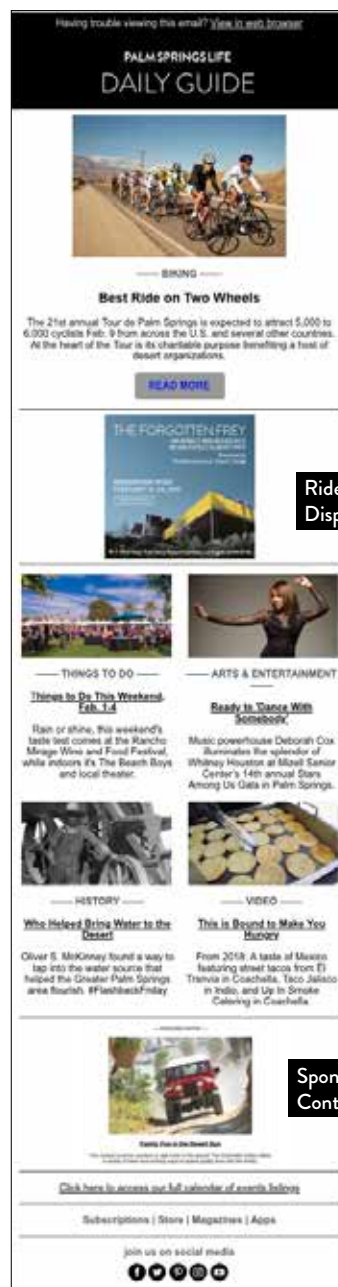 Having trouble viewing this email? View in web browser
PALM SPRINGS LIFE
DAILY GUIDE
BIKING
Best Ride on Two Wheels
The 21st annual Tour de Palm Springs is expected to attract 5,000 to
6,000 cyclists Feb. 9 from across the U.S. and several other countries.
At the heart of the Tour is its charitable purpose benefiting a host of
desert organizations.
READ MORE
THE FORGOTTEN FREY
Ride
Disp
THINGS TO DO
Things to Do This Weekend,
Feb. 1-4
Rain or shine, this weekend's
taste test comes at the Rancho
Mirage Wine and Food Festival,
while indoors it's The Beach Boys
and local theater.
ARTS & ENTERTAINMENT
Ready to 'Dance With
Somebody'
Music powerhouse Deborah Cox
illuminates the splendor of
Whitney Houston at Mizell Senior
Center's 14th annual Stars
Among Us Gala in Palm Springs.
HISTORY
Who Helped Bring Water to the
Desert
Oliver S. McKinney found a way to
tap into the water source that
helped the Greater Palm Springs
area flourish. #FlashbackFriday
VIDEO
This is Bound to Make You
Hungry
From 2018: A taste of Mexico
featuring street tacos from El
Tranvia in Coachella, Taco Jalisco
in Indio, and Up In Smoke
Catering in Coachella.
Spon
Cont
Family Fun in the Desert Sun
Click here to access our full calendar of events listings
Subscriptions | Store | Magazines | Apps
join us on social media